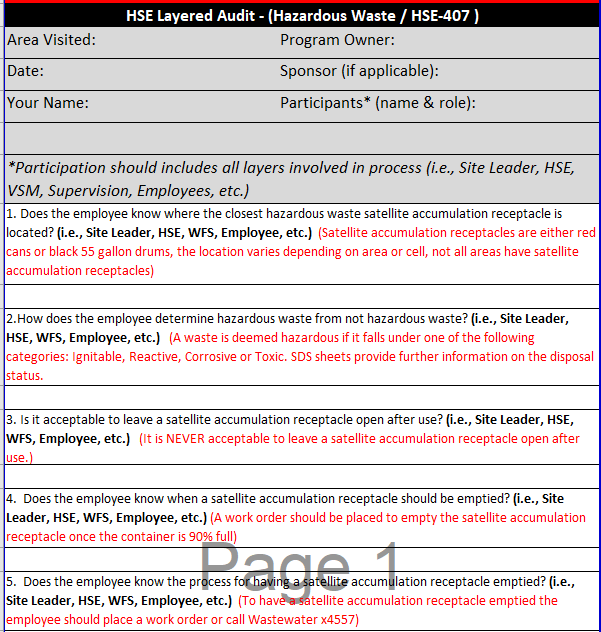 HSE Layered Audit - (Hazardous Waste / HSE-407 )
Area Visited: Program Owner:
Date: Sponsor (if applicable):
Your Name: Participants* (name & role):
*Participation should includes all layers involved in process (i.e., Site Leader, HSE,
VSM, Supervision, Employees, etc.)
1. Does the employee know where the closest hazardous waste satellite accumulation receptacle is
located? (i.e., Site Leader, HSE, WFS, Employee, etc.) (Satellite accumulation receptacles are either red
cans or black 55 gallon drums, the location varies depending on area or cell, not all areas have satellite
accumulation receptacles)
2.How does the employee determine hazardous waste from not hazardous waste? (i.e., Site Leader,
HSE, WFS, Employee, etc.) (A waste is deemed hazardous if it falls under one of the following
categories: Ignitable, Reactive, Corrosive or Toxic. SDS sheets provide further information on the disposal
status.
3. Is it acceptable to leave a satellite accumulation receptacle open after use? (i.e., Site Leader, HSE,
WFS, Employee, etc.) (It is NEVER acceptable to leave a satellite accumulation receptacle open after
use.)
4. Does the employee know when a satellite accumulation receptacle should be emptied? (i.e., Site
Leader, HSE, WFS, Employee, etc.) (A work order should be placed to empty the satellite accumulation
receptacle once the container is 90% full)
Page 1
5. Does the employee know the process for having a satellite accumulation receptacle emptied? (i.e.,
Site Leader, HSE, WFS, Employee, etc.) (To have a satellite accumulation receptacle emptied the
employee should place a work order or call Wastewater x4557)